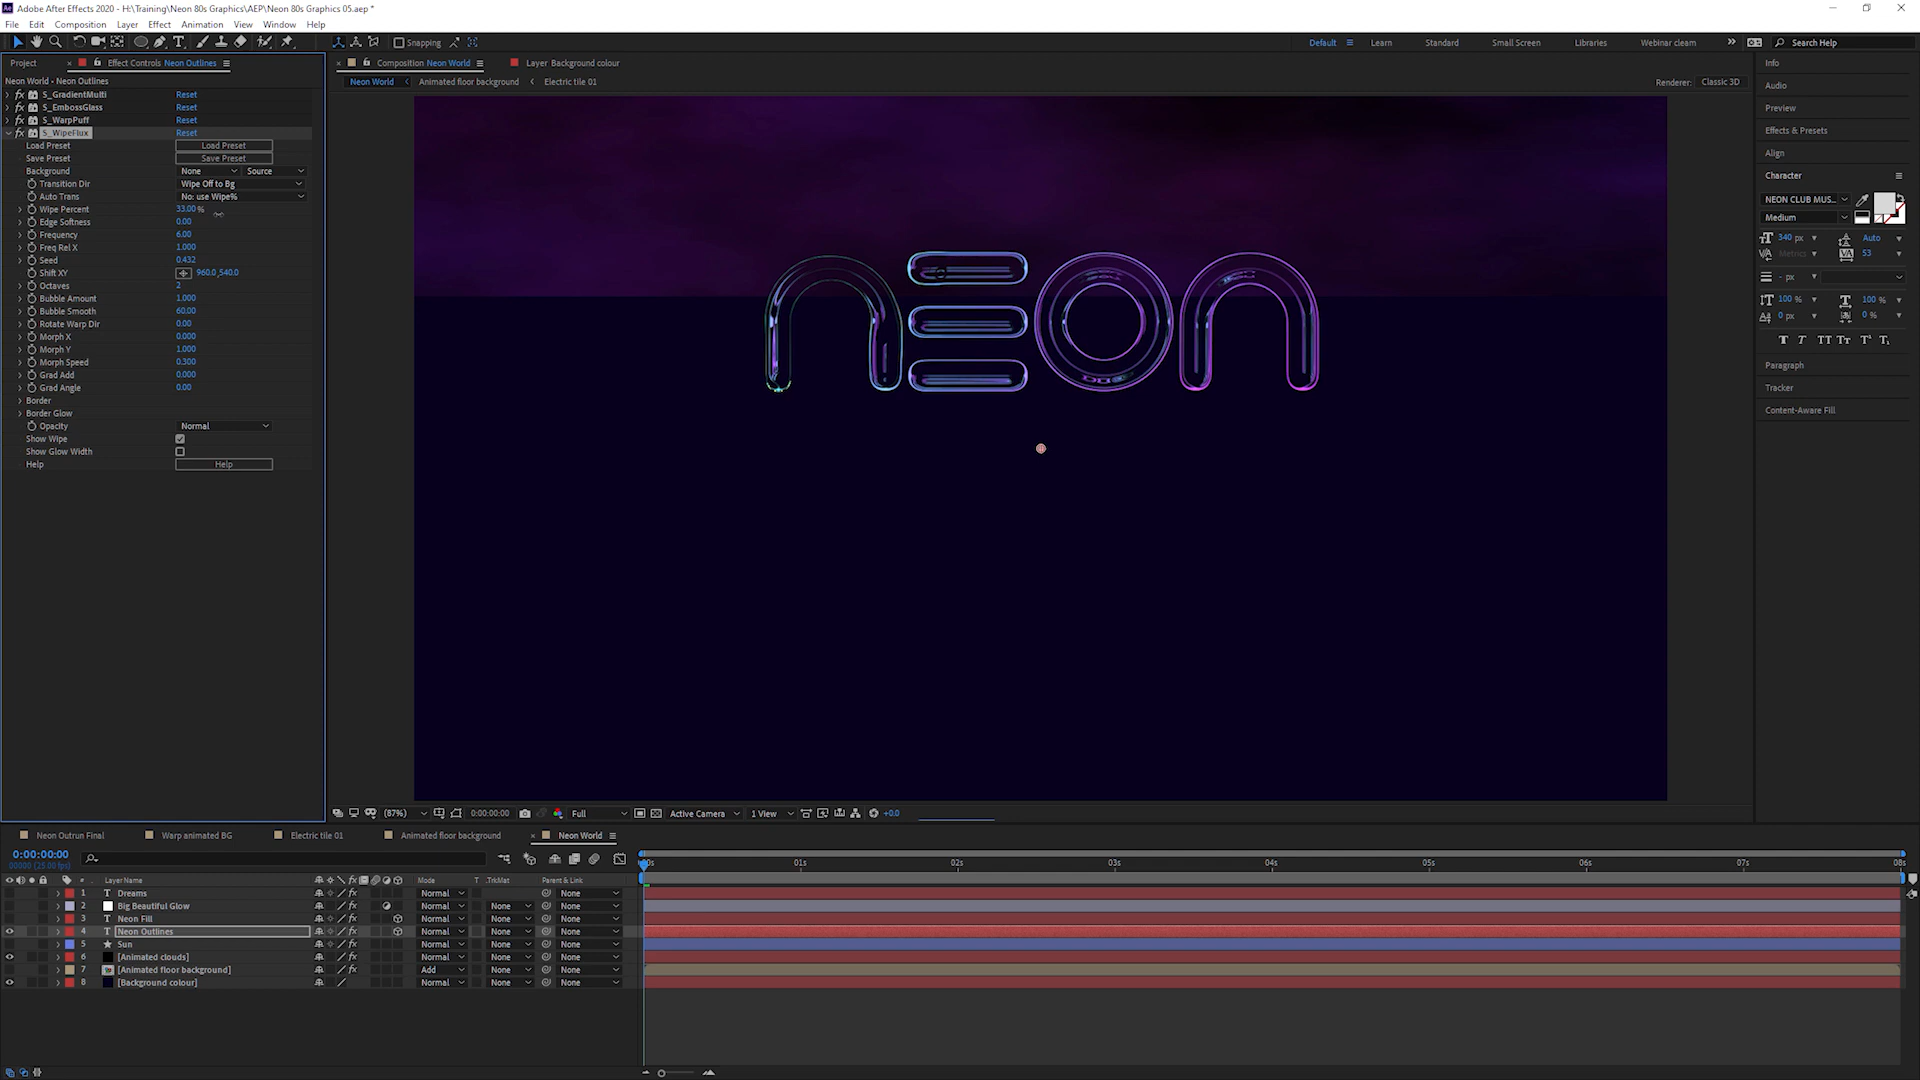 Adobe After Effects 2020 - H:\Training\Neon 80s Graphics\AEP\Neon 80s Graphics 05.aep *
File Edit Composition Layer Effect Animation View Window Help
Snapping
Default Learn Standard Small Screen Libraries Webinar cleam Search Help
Project Effect Controls Neon Outlines
Composition Neon World Layer Background colour
Neon World • Neon Outlines
Neon World Animated floor background Electric tile 01
Renderer: Classic 3D
S_GradientMulti Reset
S_EmbossGlass Reset
S_WarpPuff Reset
S_WipeFlux Reset
Load Preset Load Preset
Save Preset Save Preset
Background None Source
Transition Dir Wipe Off to Bg
Auto Trans No: use Wipe%
Wipe Percent 33.00 %
Edge Softness 0.00
Frequency 6.00
Freq Rel X 1.000
Seed 0.432
Shift XY 960.0,540.0
Octaves 2
Bubble Amount 1.000
Bubble Smooth 60.00
Rotate Warp Dir 0.00
Morph X 0.000
Morph Y 1.000
Morph Speed 0.300
Grad Add 0.000
Grad Angle 0.00
Border
Border Glow
Opacity Normal
Show Wipe
Show Glow Width
Help Help
neon
Info
Audio
Preview
Effects & Presets
Align
Character
NEON CLUB MUS...
Medium
340 px Auto
Metrics 53
- px
100 % 100 %
0 px 0 %
T T TT Tr T T
Paragraph
Tracker
Content-Aware Fill
(87%) 0:00:00:00 Full Active Camera 1 View +0.0
Neon Outrun Final Warp animated BG Electric tile 01 Animated floor background Neon World
0:00:00:00
00000 (25.00 fps)
01s 02s 03s 04s 05s 06s 07s 08s
# Layer Name Mode T .TrkMat Parent & Link
1 T Dreams Normal None
2 Big Beautiful Glow Normal None None
3 T Neon Fill Normal None None
4 T Neon Outlines Normal None None
5 Sun Normal None None
6 [Animated clouds] Normal None None
7 [Animated floor background] Add None None
8 [Background colour] Normal None None